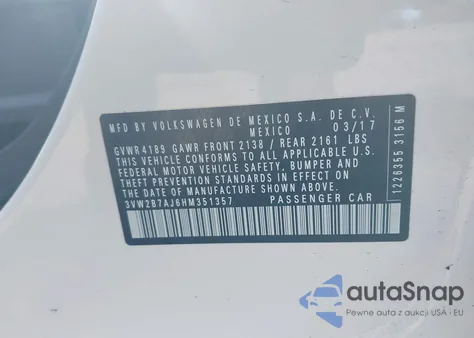 MFD BY VOLKSWAGEN DE MEXICO S.A. DE C.V.
MEXICO 03/17
GVWR 4189 GAWR FRONT 2138 / REAR 2161 LBS
THIS VEHICLE CONFORMS TO ALL APPLICABLE
FEDERAL MOTOR VEHICLE SAFETY, BUMPER AND
THEFT PREVENTION STANDARDS IN EFFECT ON
THE DATE OF MANUFACTURE SHOWN ABOVE
3VW2B7AJ6HM351357 PASSENGER CAR
1226355 3156 M
autoSnap
Pewne auta z aukcji USA i EU